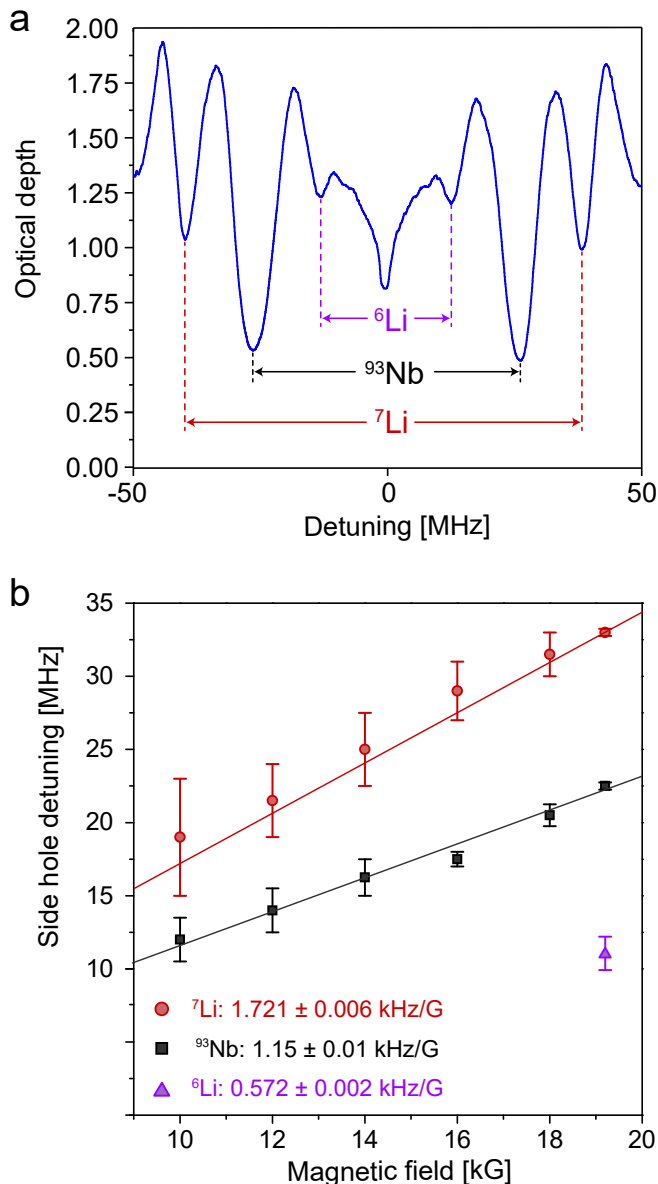 a
2.00
1.75
1.50
1.25
1.00
0.75
0.50
0.25
0.00
Optical depth
⁶Li
⁹³Nb
⁷Li
-50
0
50
Detuning [MHz]
b
35
30
25
20
15
10
Side hole detuning [MHz]
⁷Li: 1.721 ± 0.006 kHz/G
⁹³Nb: 1.15 ± 0.01 kHz/G
⁶Li: 0.572 ± 0.002 kHz/G
10
12
14
16
18
20
Magnetic field [kG]